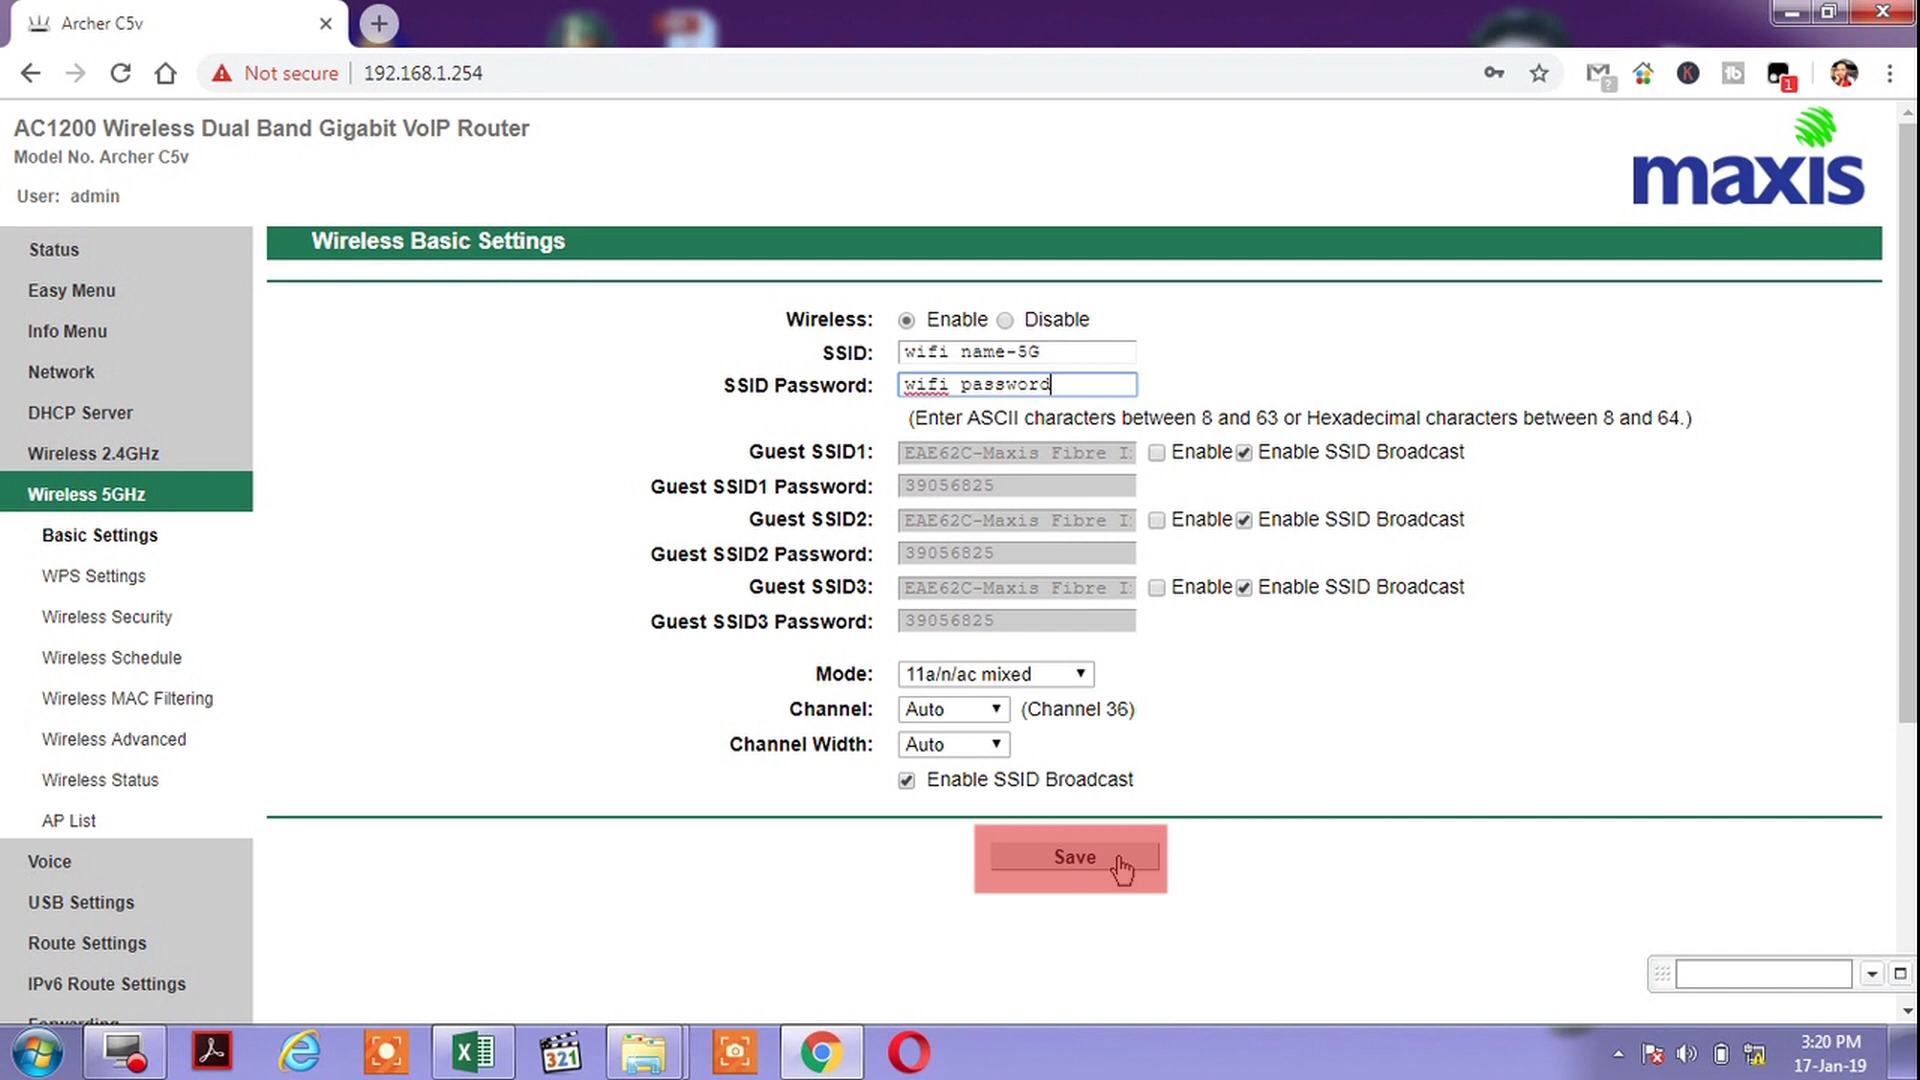 Archer C5v
Not secure
192.168.1.254
K
1
AC1200 Wireless Dual Band Gigabit VoIP Router
Model No. Archer C5v
User: admin
maxis
Status
Easy Menu
Info Menu
Network
DHCP Server
Wireless 2.4GHz
Wireless 5GHz
Basic Settings
WPS Settings
Wireless Security
Wireless Schedule
Wireless MAC Filtering
Wireless Advanced
Wireless Status
AP List
Voice
USB Settings
Route Settings
IPv6 Route Settings
Forwarding
Wireless Basic Settings
Wireless: Enable Disable
SSID: wifi name-5G
SSID Password: wifi password
(Enter ASCII characters between 8 and 63 or Hexadecimal characters between 8 and 64.)
Guest SSID1: EAE62C-Maxis Fibre I Enable Enable SSID Broadcast
Guest SSID1 Password: 39056825
Guest SSID2: EAE62C-Maxis Fibre I Enable Enable SSID Broadcast
Guest SSID2 Password: 39056825
Guest SSID3: EAE62C-Maxis Fibre I Enable Enable SSID Broadcast
Guest SSID3 Password: 39056825
Mode: 11a/n/ac mixed
Channel: Auto (Channel 36)
Channel Width: Auto
Enable SSID Broadcast
Save
321
3:20 PM
17-Jan-19